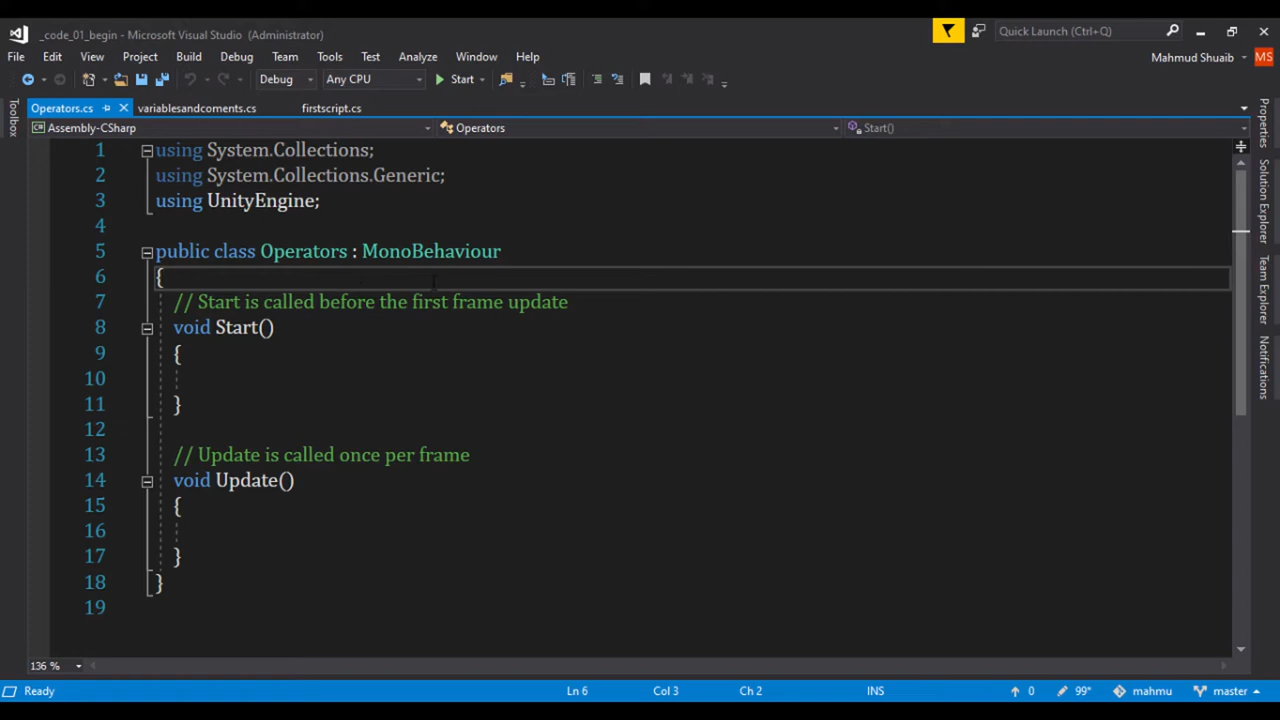 _code_01_begin - Microsoft Visual Studio (Administrator)
Quick Launch (Ctrl+Q)
File Edit View Project Build Debug Team Tools Test Analyze Window Help
Mahmud Shuaib MS
Debug Any CPU Start
Operators.cs variablesandcoments.cs firstscript.cs
Assembly-CSharp Operators Start()
Toolbox
Properties
Solution Explorer
Team Explorer
Notifications
1 using System.Collections;
2 using System.Collections.Generic;
3 using UnityEngine;
4
5 public class Operators : MonoBehaviour
6 {
7 // Start is called before the first frame update
8 void Start()
9 {
10
11 }
12
13 // Update is called once per frame
14 void Update()
15 {
16
17 }
18 }
19
136 %
Ready Ln 6 Col 3 Ch 2 INS 0 99* mahmu master